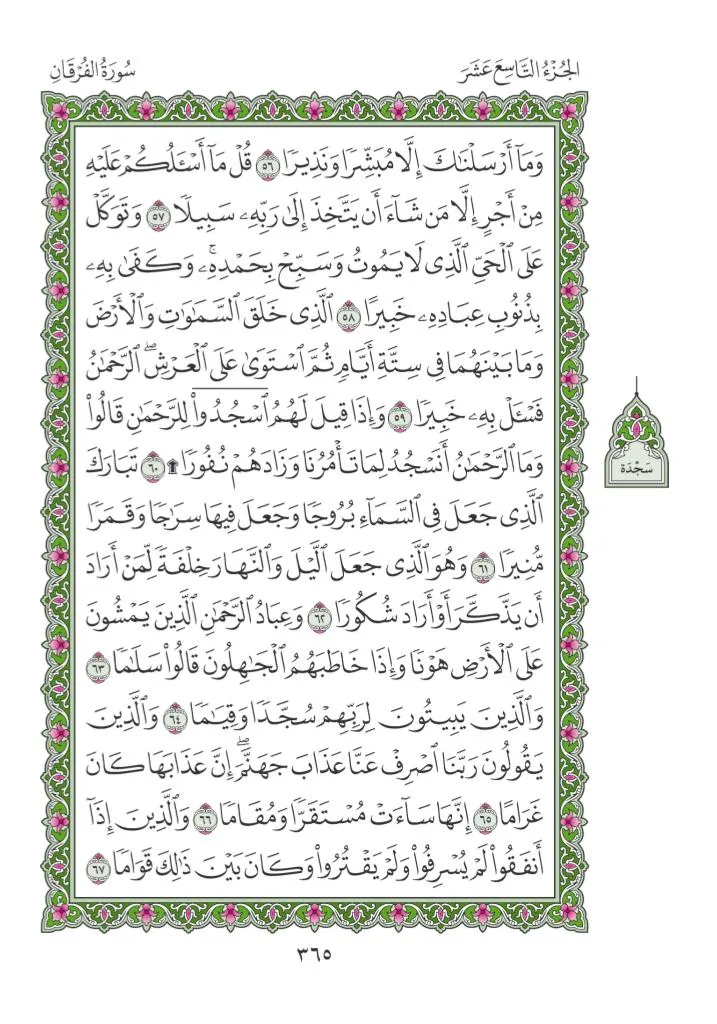 الجُزْءُ التَّاسِعَ عَشَرَ
سُورَةُ الفُرْقَانِ
وَمَآ أَرْسَلْنَٰكَ إِلَّا مُبَشِّرًا وَنَذِيرًا ٥٦ قُلْ مَآ أَسْـَٔلُكُمْ عَلَيْهِ
مِنْ أَجْرٍ إِلَّا مَن شَآءَ أَن يَتَّخِذَ إِلَىٰ رَبِّهِۦ سَبِيلًا ٥٧ وَتَوَكَّلْ
عَلَى ٱلْحَىِّ ٱلَّذِى لَا يَمُوتُ وَسَبِّحْ بِحَمْدِهِۦ ۚ وَكَفَىٰ بِهِۦ
بِذُنُوبِ عِبَادِهِۦ خَبِيرًا ٥٨ ٱلَّذِى خَلَقَ ٱلسَّمَٰوَٰتِ وَٱلْأَرْضَ
وَمَا بَيْنَهُمَا فِى سِتَّةِ أَيَّامٍ ثُمَّ ٱسْتَوَىٰ عَلَى ٱلْعَرْشِ ۖ ٱلرَّحْمَٰنُ
فَسْـَٔلْ بِهِۦ خَبِيرًا ٥٩ وَإِذَا قِيلَ لَهُمُ ٱسْجُدُوا۟ لِلرَّحْمَٰنِ قَالُوا۟
وَمَا ٱلرَّحْمَٰنُ أَنَسْجُدُ لِمَا تَأْمُرُنَا وَزَادَهُمْ نُفُورًا ۩ ٦٠ تَبَارَكَ
ٱلَّذِى جَعَلَ فِى ٱلسَّمَآءِ بُرُوجًا وَجَعَلَ فِيهَا سِرَٰجًا وَقَمَرًا
مُّنِيرًا ٦١ وَهُوَ ٱلَّذِى جَعَلَ ٱلَّيْلَ وَٱلنَّهَارَ خِلْفَةً لِّمَنْ أَرَادَ
أَن يَذَّكَّرَ أَوْ أَرَادَ شُكُورًا ٦٢ وَعِبَادُ ٱلرَّحْمَٰنِ ٱلَّذِينَ يَمْشُونَ
عَلَى ٱلْأَرْضِ هَوْنًا وَإِذَا خَاطَبَهُمُ ٱلْجَٰهِلُونَ قَالُوا۟ سَلَٰمًا ٦٣
وَٱلَّذِينَ يَبِيتُونَ لِرَبِّهِمْ سُجَّدًا وَقِيَٰمًا ٦٤ وَٱلَّذِينَ
يَقُولُونَ رَبَّنَا ٱصْرِفْ عَنَّا عَذَابَ جَهَنَّمَ ۖ إِنَّ عَذَابَهَا كَانَ
غَرَامًا ٦٥ إِنَّهَا سَآءَتْ مُسْتَقَرًّا وَمُقَامًا ٦٦ وَٱلَّذِينَ إِذَآ
أَنفَقُوا۟ لَمْ يُسْرِفُوا۟ وَلَمْ يَقْتُرُوا۟ وَكَانَ بَيْنَ ذَٰلِكَ قَوَامًا ٦٧
سَجْدَة
٣٦٥